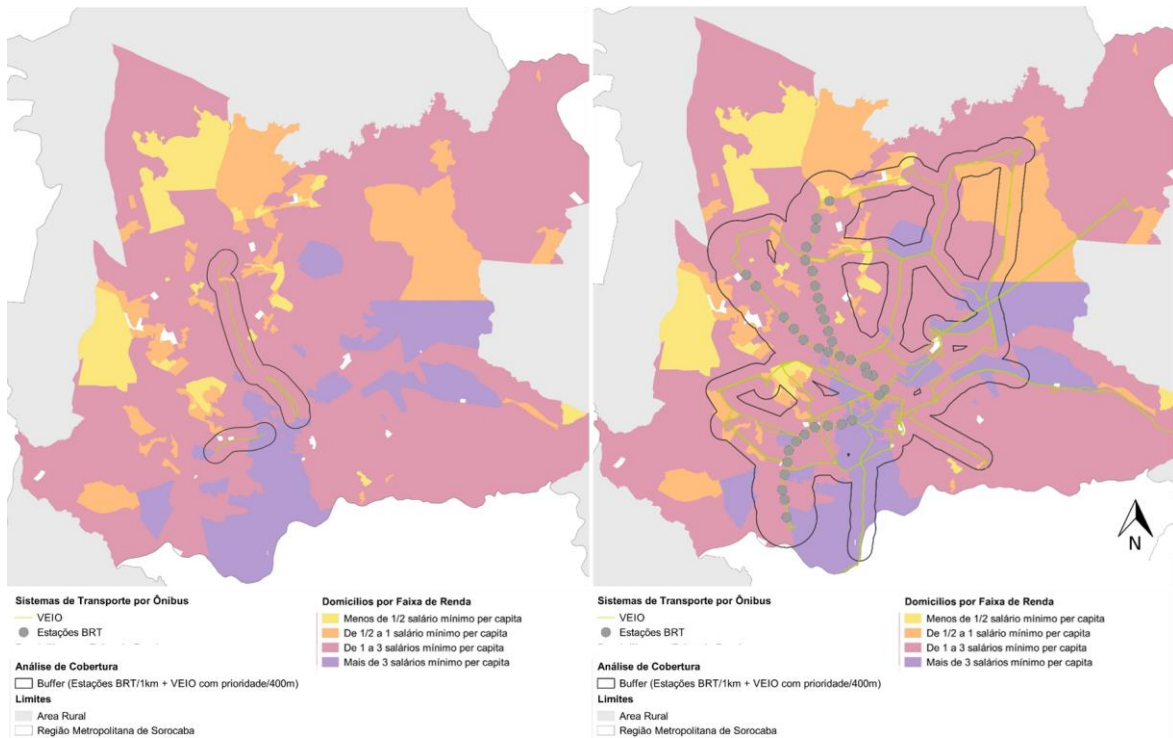 N
Sistemas de Transporte por Ônibus
VEIO
Estações BRT
Análise de Cobertura
Buffer (Estações BRT/1km + VEIO com prioridade/400m)
Limites
Area Rural
Região Metropolitana de Sorocaba
Domicílios por Faixa de Renda
Menos de 1/2 salário mínimo per capita
De 1/2 a 1 salário mínimo per capita
De 1 a 3 salários mínimo per capita
Mais de 3 salários mínimo per capita
Sistemas de Transporte por Ônibus
VEIO
Estações BRT
Análise de Cobertura
Buffer (Estações BRT/1km + VEIO com prioridade/400m)
Limites
Area Rural
Região Metropolitana de Sorocaba
Domicílios por Faixa de Renda
Menos de 1/2 salário mínimo per capita
De 1/2 a 1 salário mínimo per capita
De 1 a 3 salários mínimo per capita
Mais de 3 salários mínimo per capita